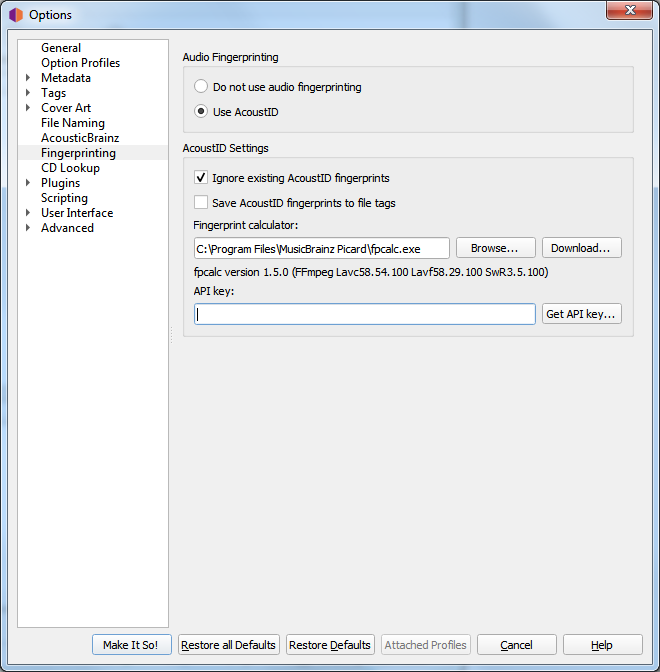 Options
General
Option Profiles
Metadata
Tags
Cover Art
File Naming
AcousticBrainz
Fingerprinting
CD Lookup
Plugins
Scripting
User Interface
Advanced
Audio Fingerprinting
Do not use audio fingerprinting
Use AcoustID
AcoustID Settings
Ignore existing AcoustID fingerprints
Save AcoustID fingerprints to file tags
Fingerprint calculator:
C:\Program Files\MusicBrainz Picard\fpcalc.exe Browse... Download...
fpcalc version 1.5.0 (FFmpeg Lavc58.54.100 Lavf58.29.100 SwR3.5.100)
API key:
Get API key...
Make It So! Restore all Defaults Restore Defaults Attached Profiles Cancel Help